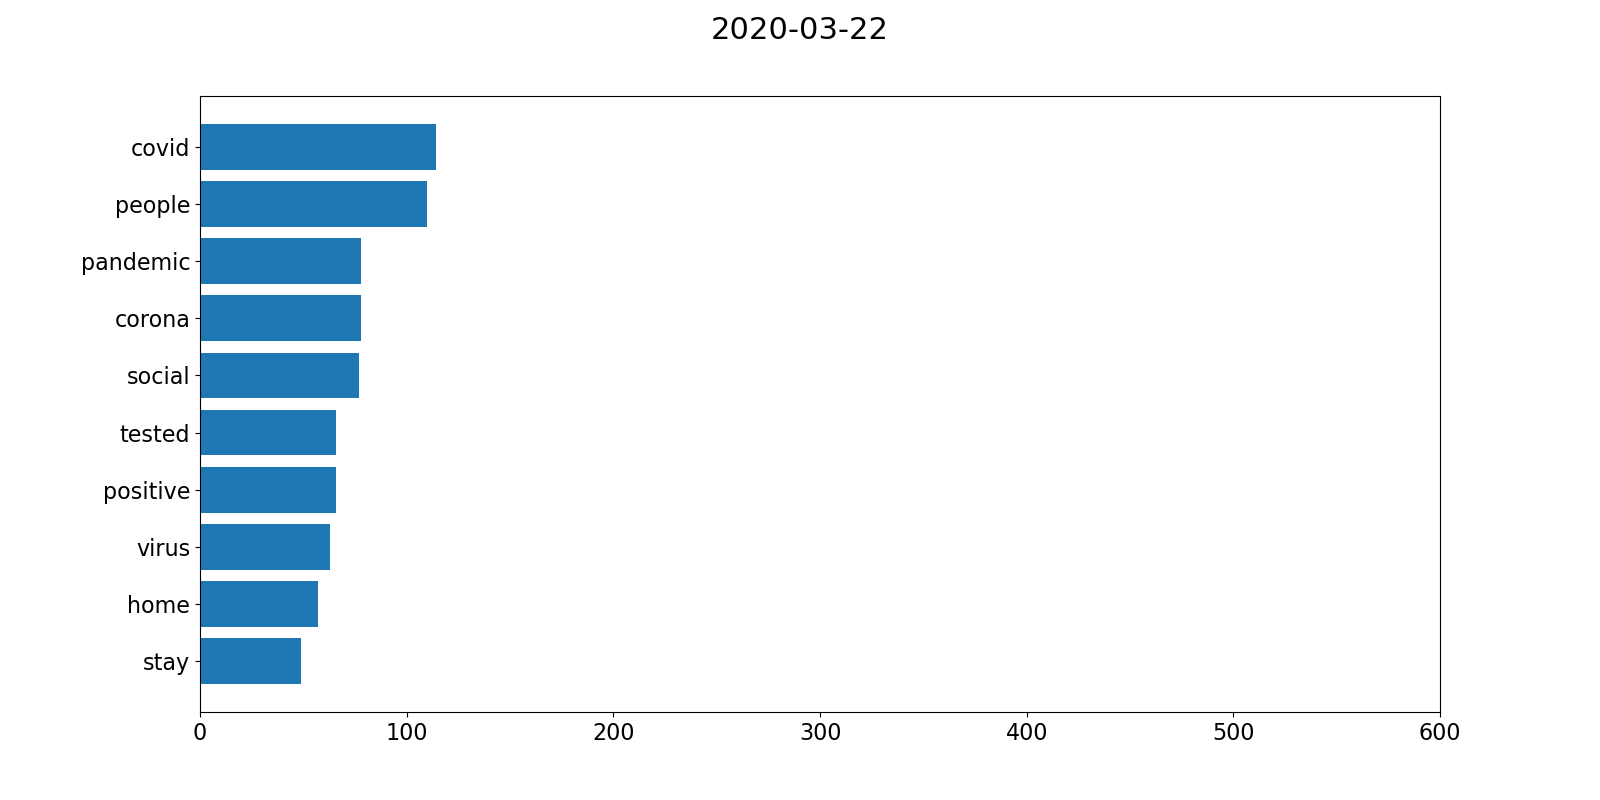 2020-03-22
covid
people
pandemic
corona
social
tested
positive
virus
home
stay
0 100 200 300 400 500 600